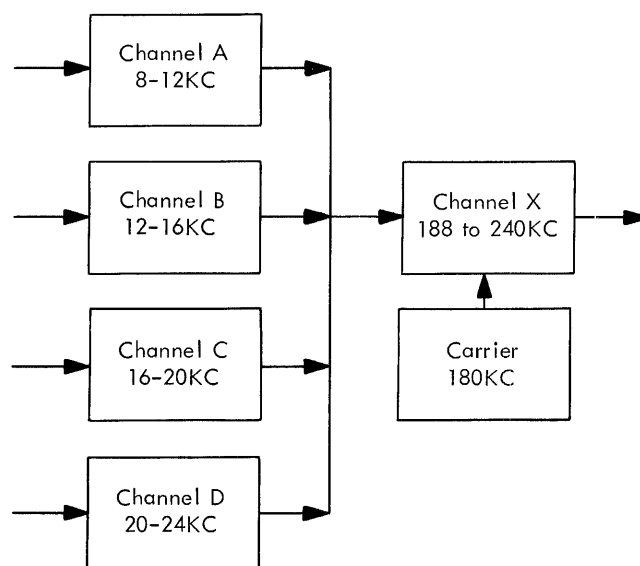 Channel A
8-12KC
Channel B
12-16KC
Channel X
188 to 240KC
Channel C
16-20KC
Carrier
180KC
Channel D
20-24KC